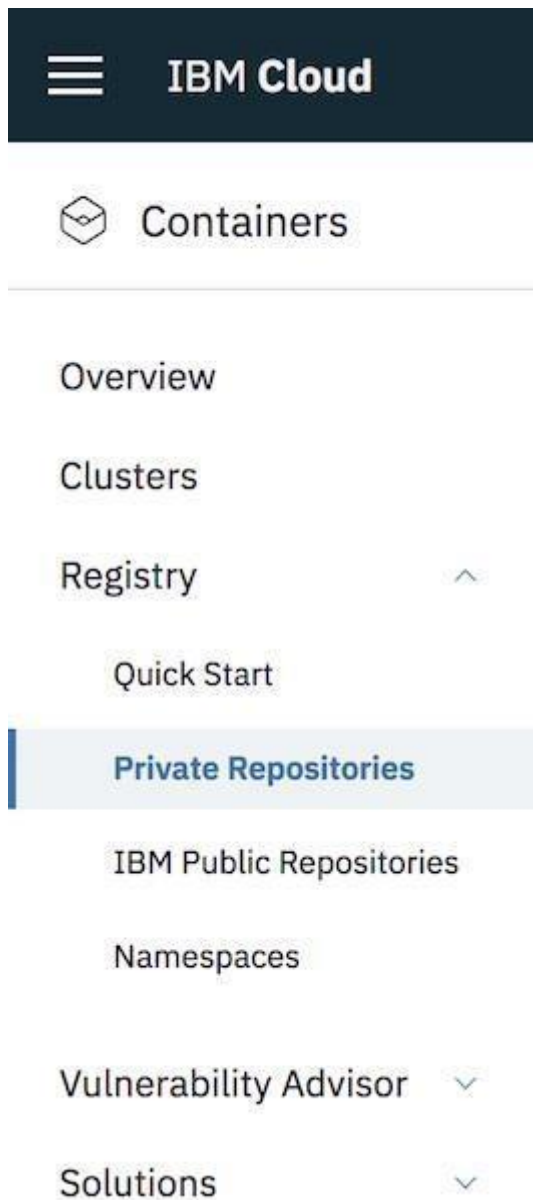 IBM Cloud
Containers
Overview
Clusters
Registry
Quick Start
Private Repositories
IBM Public Repositories
Namespaces
Vulnerability Advisor
Solutions